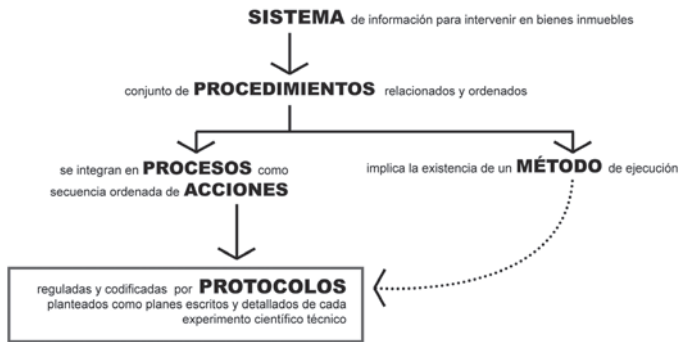 SISTEMA de información para intervenir en bienes inmuebles
conjunto de PROCEDIMIENTOS relacionados y ordenados
se integran en PROCESOS como
secuencia ordenada de ACCIONES
implica la existencia de un MÉTODO de ejecución
reguladas y codificadas por PROTOCOLOS
planteados como planes escritos y detallados de cada
experimento científico técnico